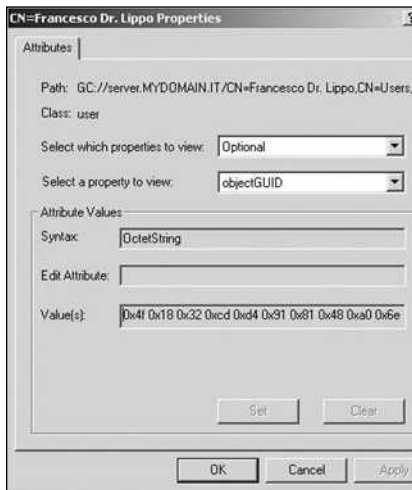 CN=Francesco Dr. Lippo Properties ?
Attributes
Path: GC://server.MYDOMAIN.IT/CN=Francesco Dr. Lippo,CN=Users,
Class: user
Select which properties to view: Optional
Select a property to view: objectGUID
Attribute Values
Syntax: OctetString
Edit Attribute:
Value(s): 0x4f 0x18 0x32 0xcd 0xd4 0x91 0x81 0x48 0xa0 0x6e
Set Clear
OK Cancel Apply